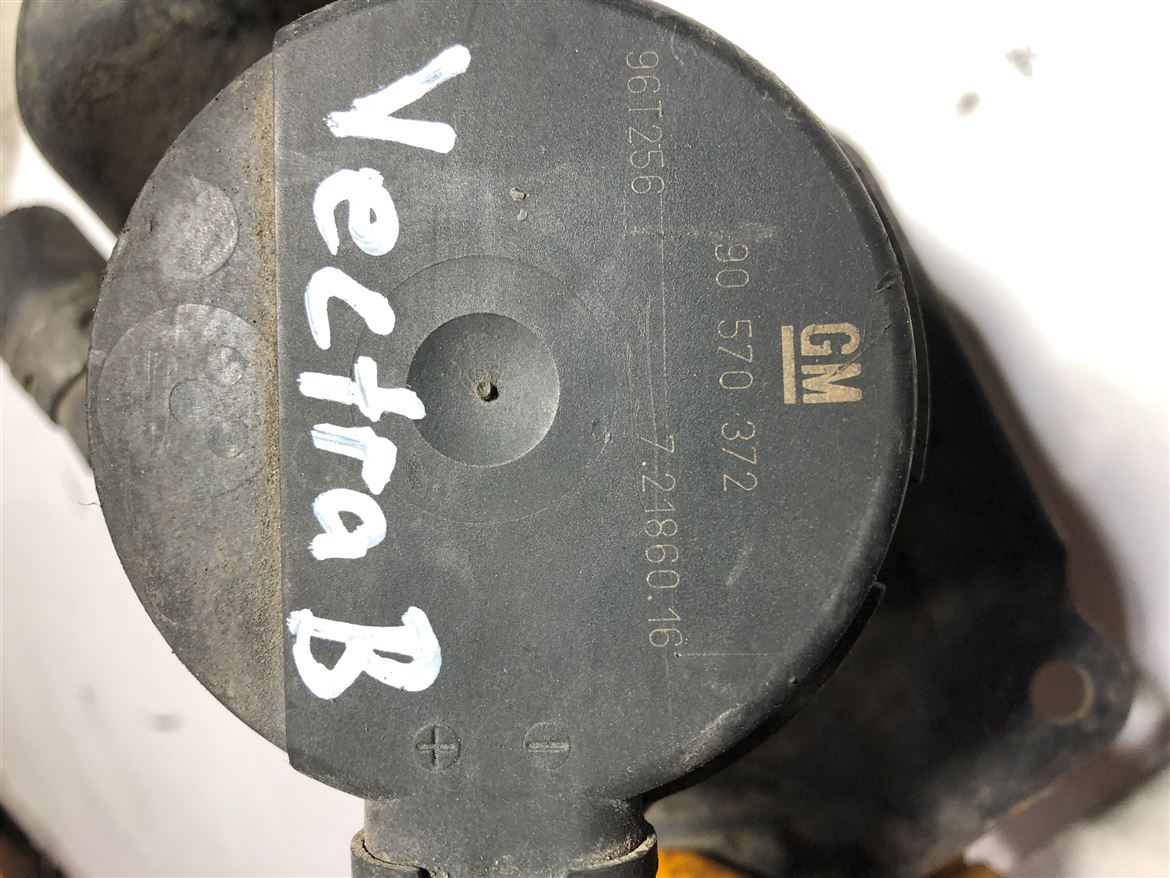 GM
90 570 372
96T256 7.21860.16
Vectra B
+ -